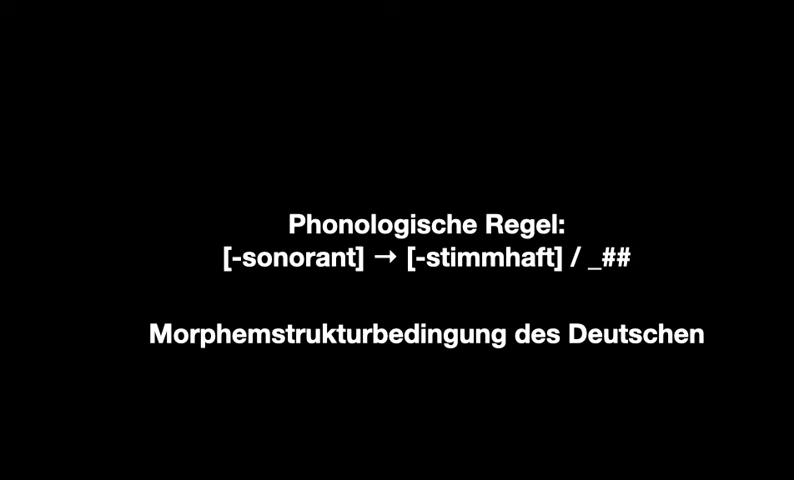 Phonologische Regel:
[-sonorant] → [-stimmhaft] / _##
Morphemstrukturbedingung des Deutschen